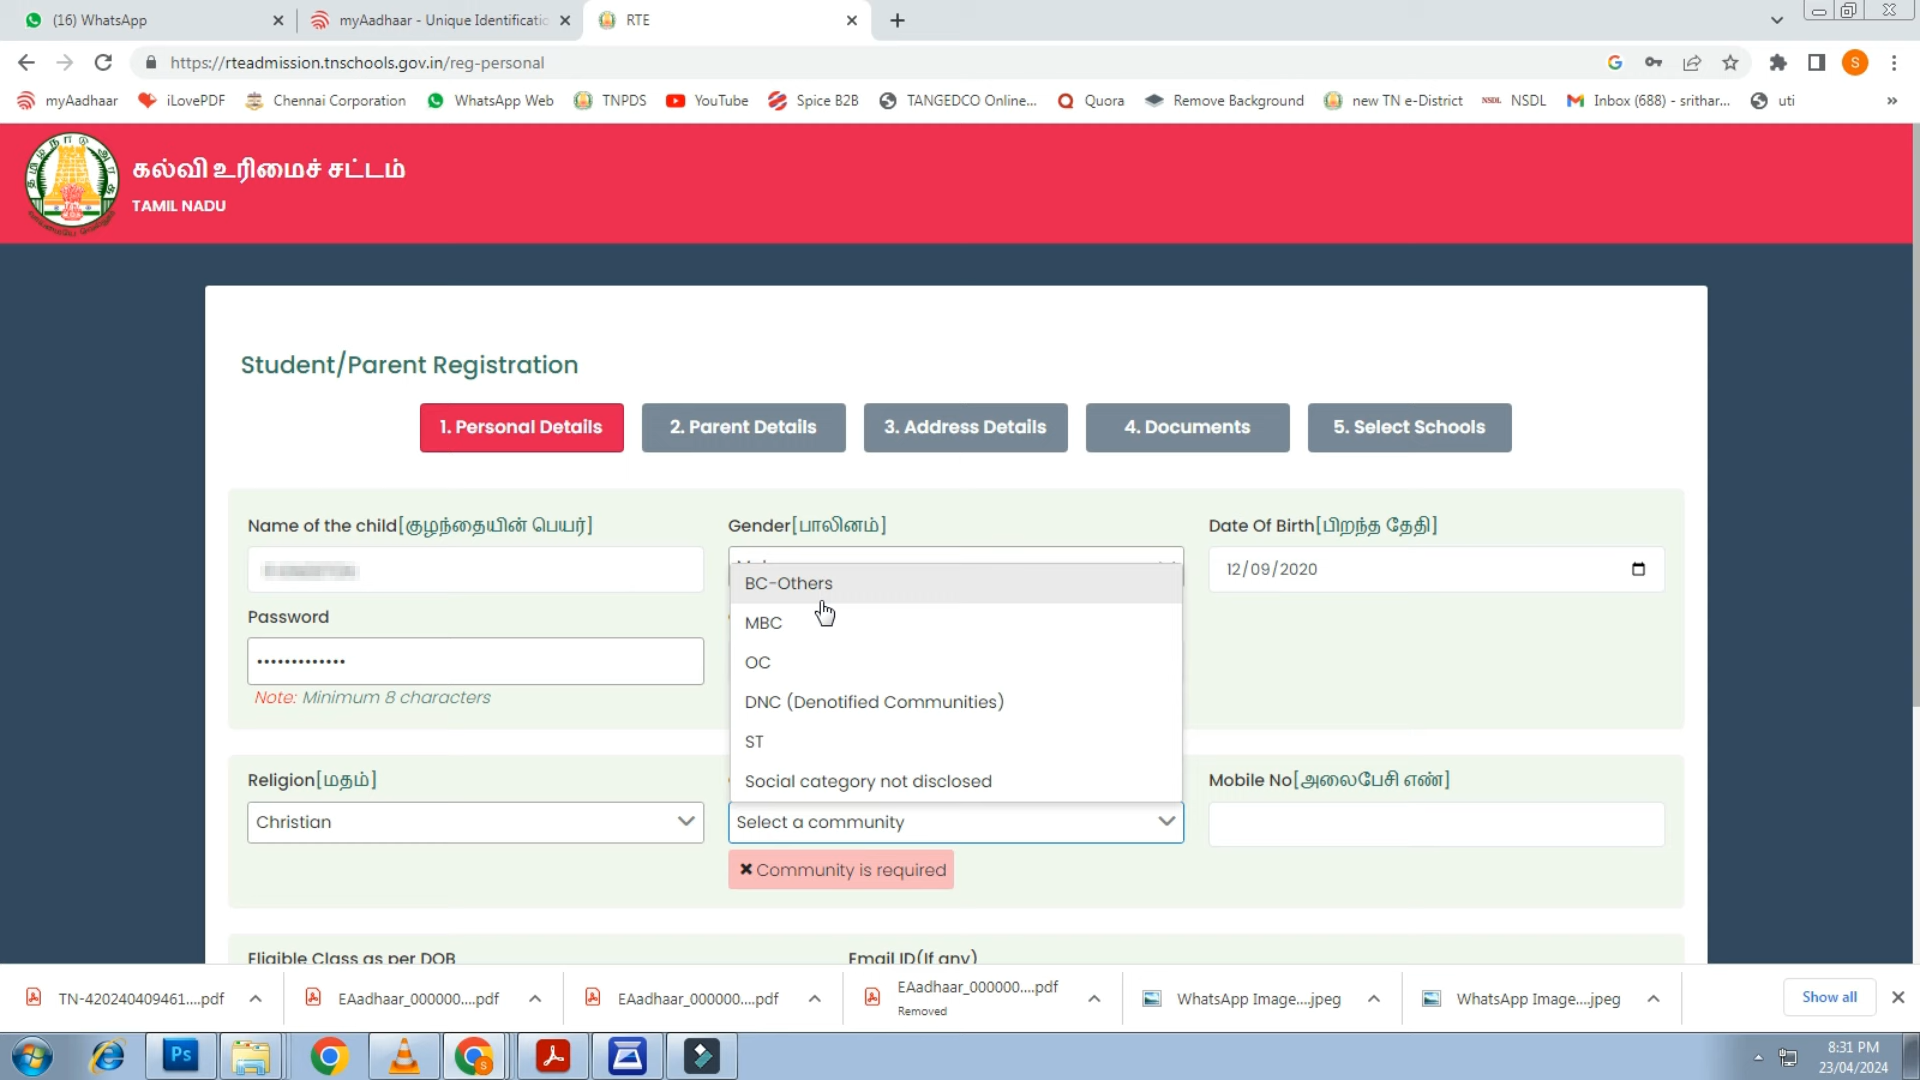 (16) WhatsApp
myAadhaar - Unique Identificatic
RTE
https://rteadmission.tnschools.gov.in/reg-personal
myAadhaar
iLovePDF
Chennai Corporation
WhatsApp Web
TNPDS
YouTube
Spice B2B
TANGEDCO Online...
Quora
Remove Background
new TN e-District
NSDL NSDL
Inbox (688) - srithar...
uti
»
S
கல்வி உரிமைச் சட்டம்
TAMIL NADU
Student/Parent Registration
1. Personal Details
2. Parent Details
3. Address Details
4. Documents
5. Select Schools
Name of the child[குழந்தையின் பெயர்]
Gender[பாலினம்]
Date Of Birth[பிறந்த தேதி]
12/09/2020
Password
•••••••••••••
Note: Minimum 8 characters
BC-Others
MBC
OC
DNC (Denotified Communities)
ST
Social category not disclosed
Religion[மதம்]
Christian
Select a community
✖ Community is required
Mobile No[அலைபேசி எண்]
Eligible Class as per DOB
Email ID(If any)
TN-420240409461....pdf
EAadhaar_000000....pdf
EAadhaar_000000....pdf
EAadhaar_000000....pdf
Removed
WhatsApp Image....jpeg
WhatsApp Image....jpeg
Show all
Ps
S
8:31 PM
23/04/2024